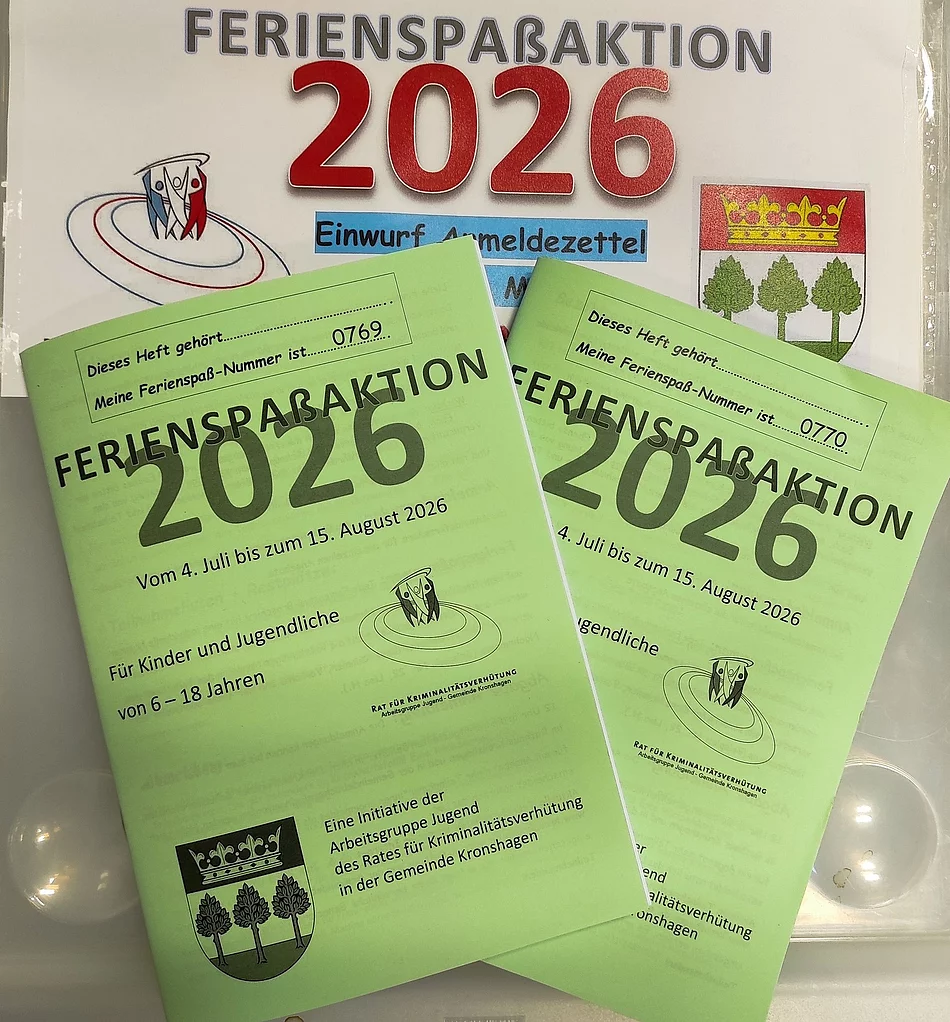 FERIENSPAßAKTION
2026
Einwurf Anmeldezettel
M
Dieses Heft gehört
Meine Ferienspaß-Nummer ist 0769
FERIENSPAßAKTION
2026
Vom 4. Juli bis zum 15. August 2026
Für Kinder und Jugendliche
von 6 – 18 Jahren
RAT FÜR KRIMINALITÄTSVERHÜTUNG
Arbeitsgruppe Jugend - Gemeinde Kronshagen
Eine Initiative der
Arbeitsgruppe Jugend
des Rates für Kriminalitätsverhütung
in der Gemeinde Kronshagen
Dieses Heft gehört
Meine Ferienspaß-Nummer ist 0770
FERIENSPAßAKTION
2026
4. Juli bis zum 15. August 2026
ugendliche
RAT FÜR KRIMINALITÄTSVERHÜTUNG
Arbeitsgruppe Jugend - Gemeinde Kronshagen
er
end
alitätsverhütung
onshagen